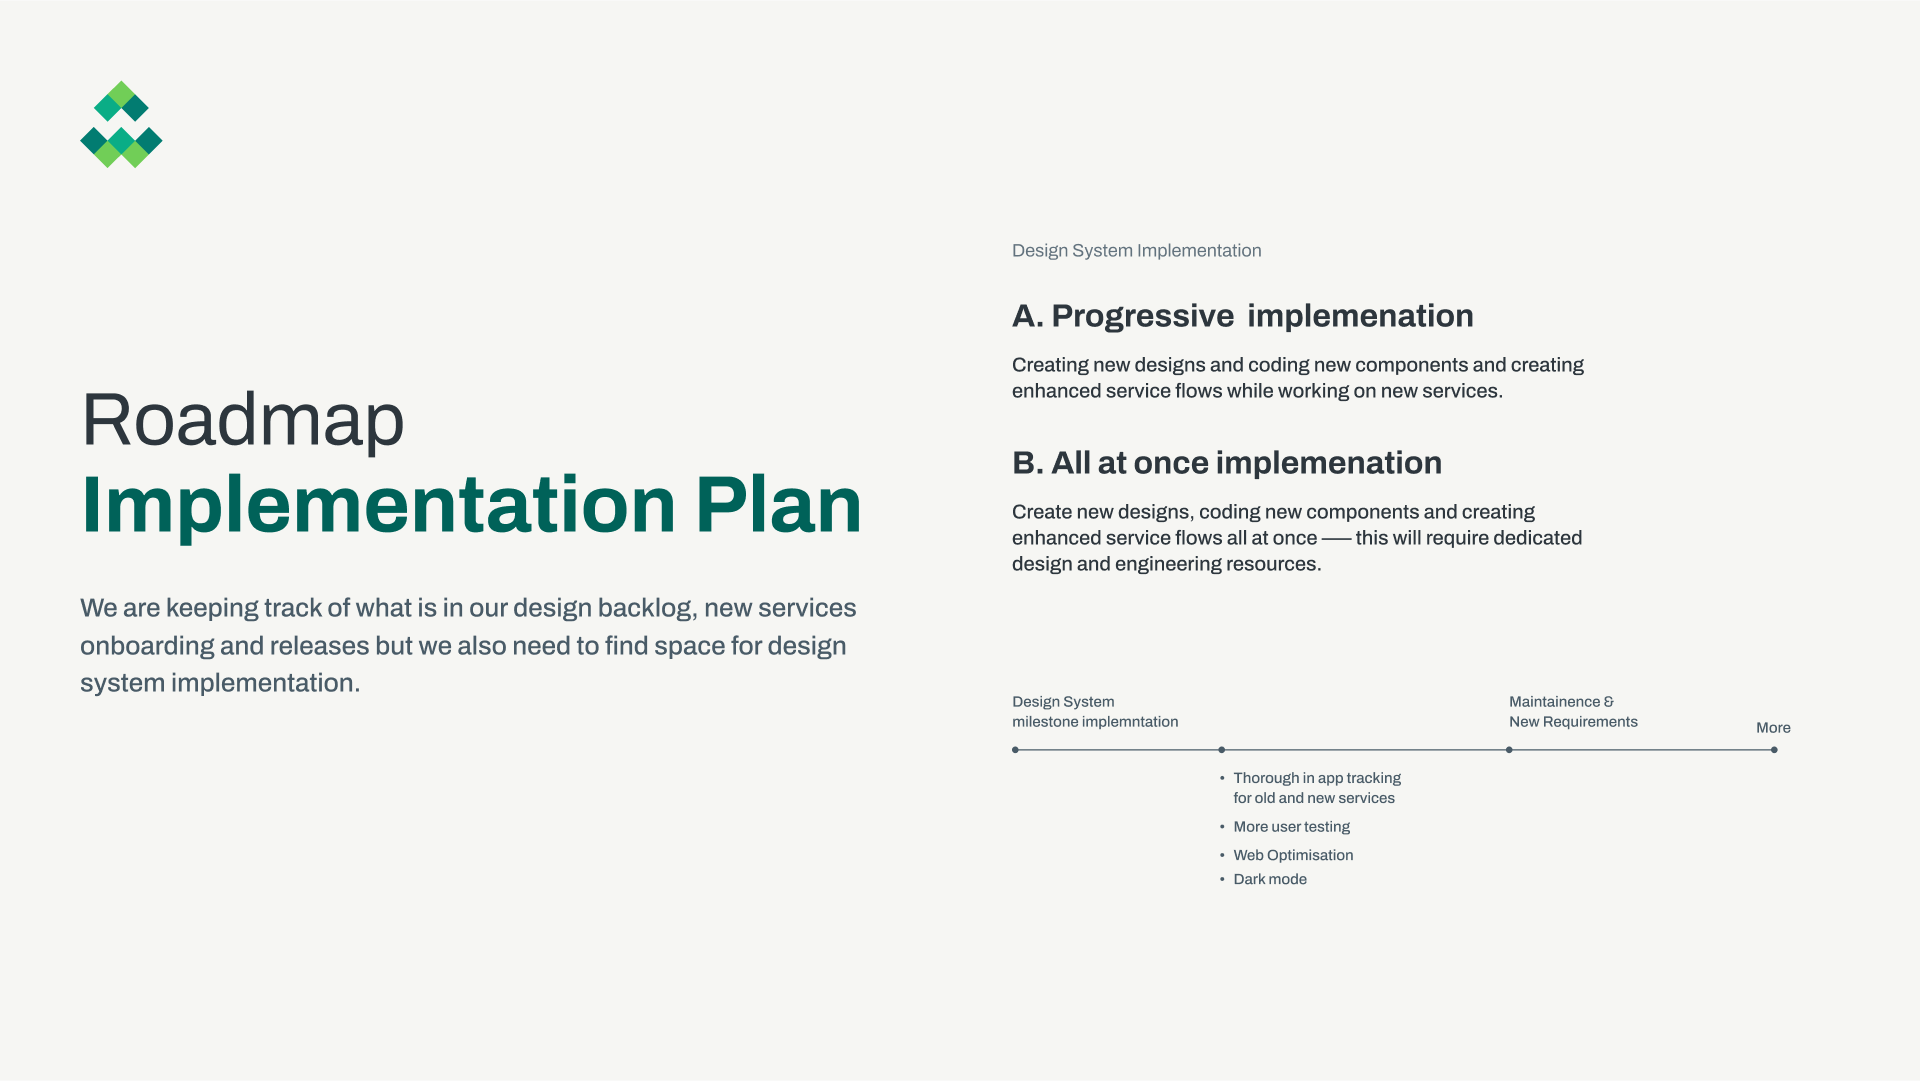 Roadmap
Implementation Plan
We are keeping track of what is in our design backlog, new services
onboarding and releases but we also need to find space for design
system implementation.
Design System Implementation
A. Progressive  implemenation
Creating new designs and coding new components and creating
enhanced service flows while working on new services.
B. All at once implemenation
Create new designs, coding new components and creating
enhanced service flows all at once —– this will require dedicated
design and engineering resources.
Design System
milestone implemntation
Maintainence &
New Requirements
More
• Thorough in app tracking
for old and new services
• More user testing
• Web Optimisation
• Dark mode